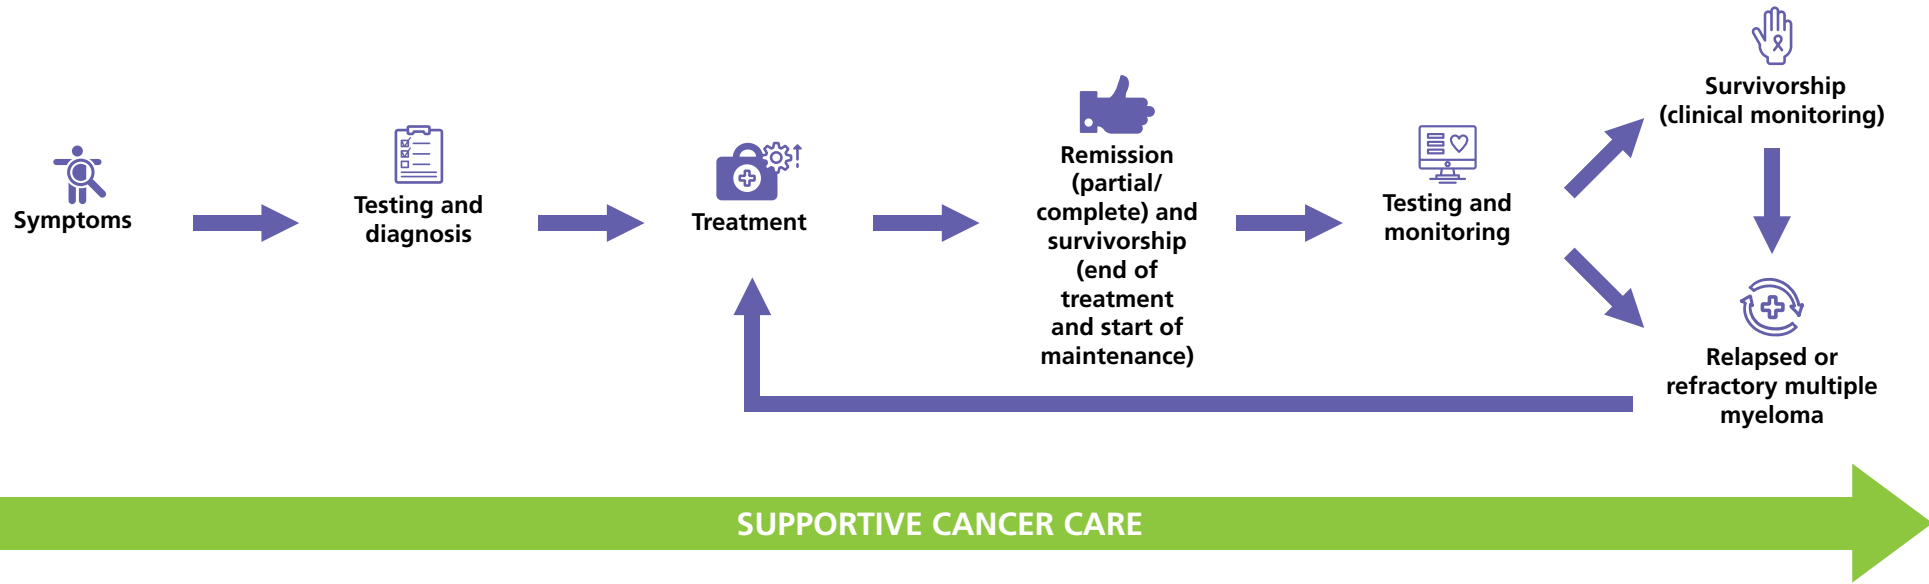 Symptoms
Testing and
diagnosis
Treatment
Remission
(partial/
complete) and
survivorship
(end of
treatment
and start of
maintenance)
Testing and
monitoring
Survivorship
(clinical monitoring)
Relapsed or
refractory multiple
myeloma
SUPPORTIVE CANCER CARE